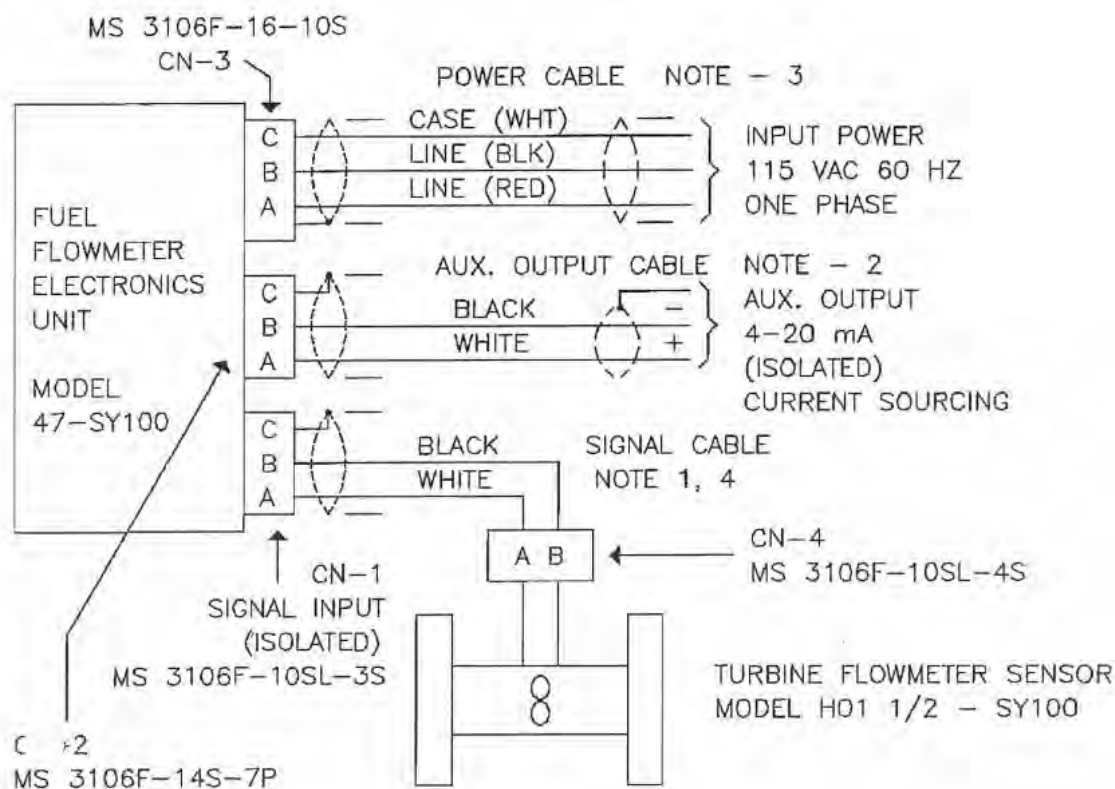 MS 3106F-16-10S
CN-3
POWER CABLE NOTE - 3
C
CASE (WHT)
B
LINE (BLK)
A
LINE (RED)
INPUT POWER
115 VAC 60 HZ
ONE PHASE
FUEL
FLOWMETER
ELECTRONICS
UNIT
MODEL
47-SY100
AUX. OUTPUT CABLE NOTE - 2
C
B
BLACK
-
A
WHITE
+
AUX. OUTPUT
4-20 mA
(ISOLATED)
CURRENT SOURCING
C
B
BLACK
A
WHITE
SIGNAL CABLE
NOTE 1, 4
A B
CN-4
MS 3106F-10SL-4S
CN-1
SIGNAL INPUT
(ISOLATED)
MS 3106F-10SL-3S
TURBINE FLOWMETER SENSOR
MODEL HO1 1/2 - SY100
MS 3106F-14S-7P